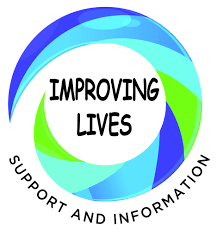 IMPROVING
LIVES
SUPPORT AND INFORMATION